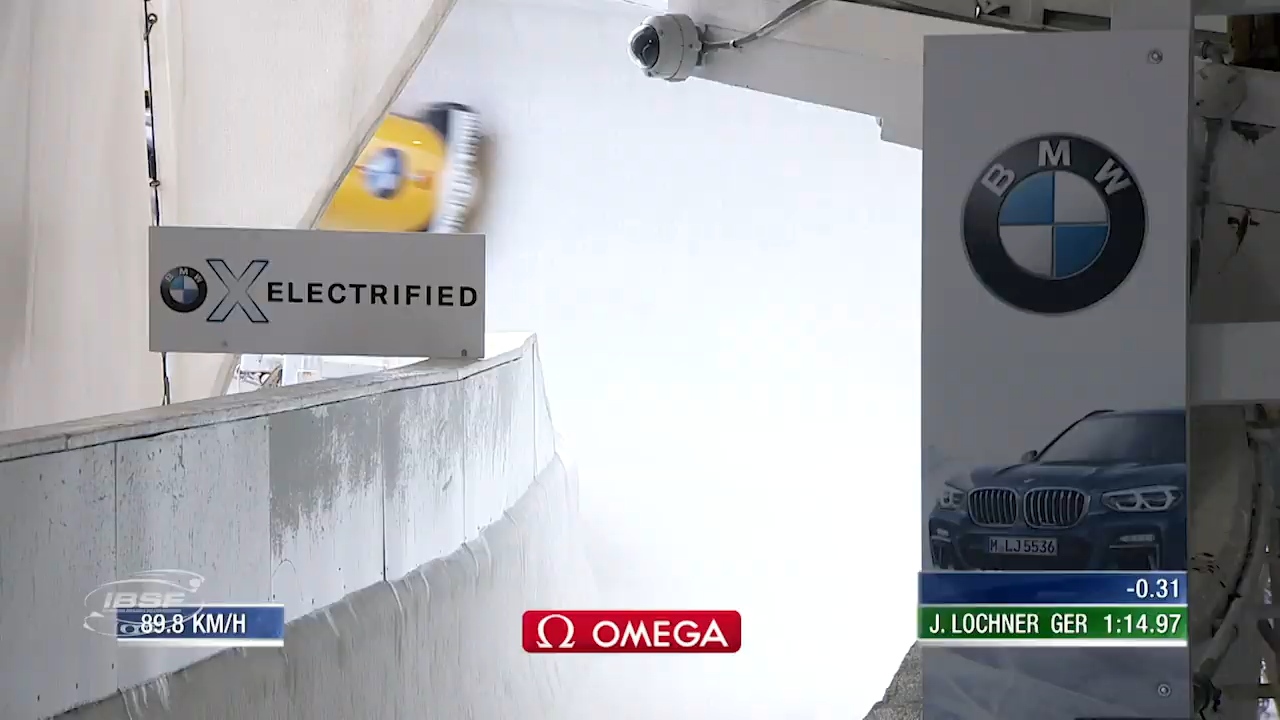 BMW
BMW X ELECTRIFIED
M LJ 5536
-0.31
IBSF
89.8 KM/H
Ω OMEGA
J. LOCHNER GER 1:14.97